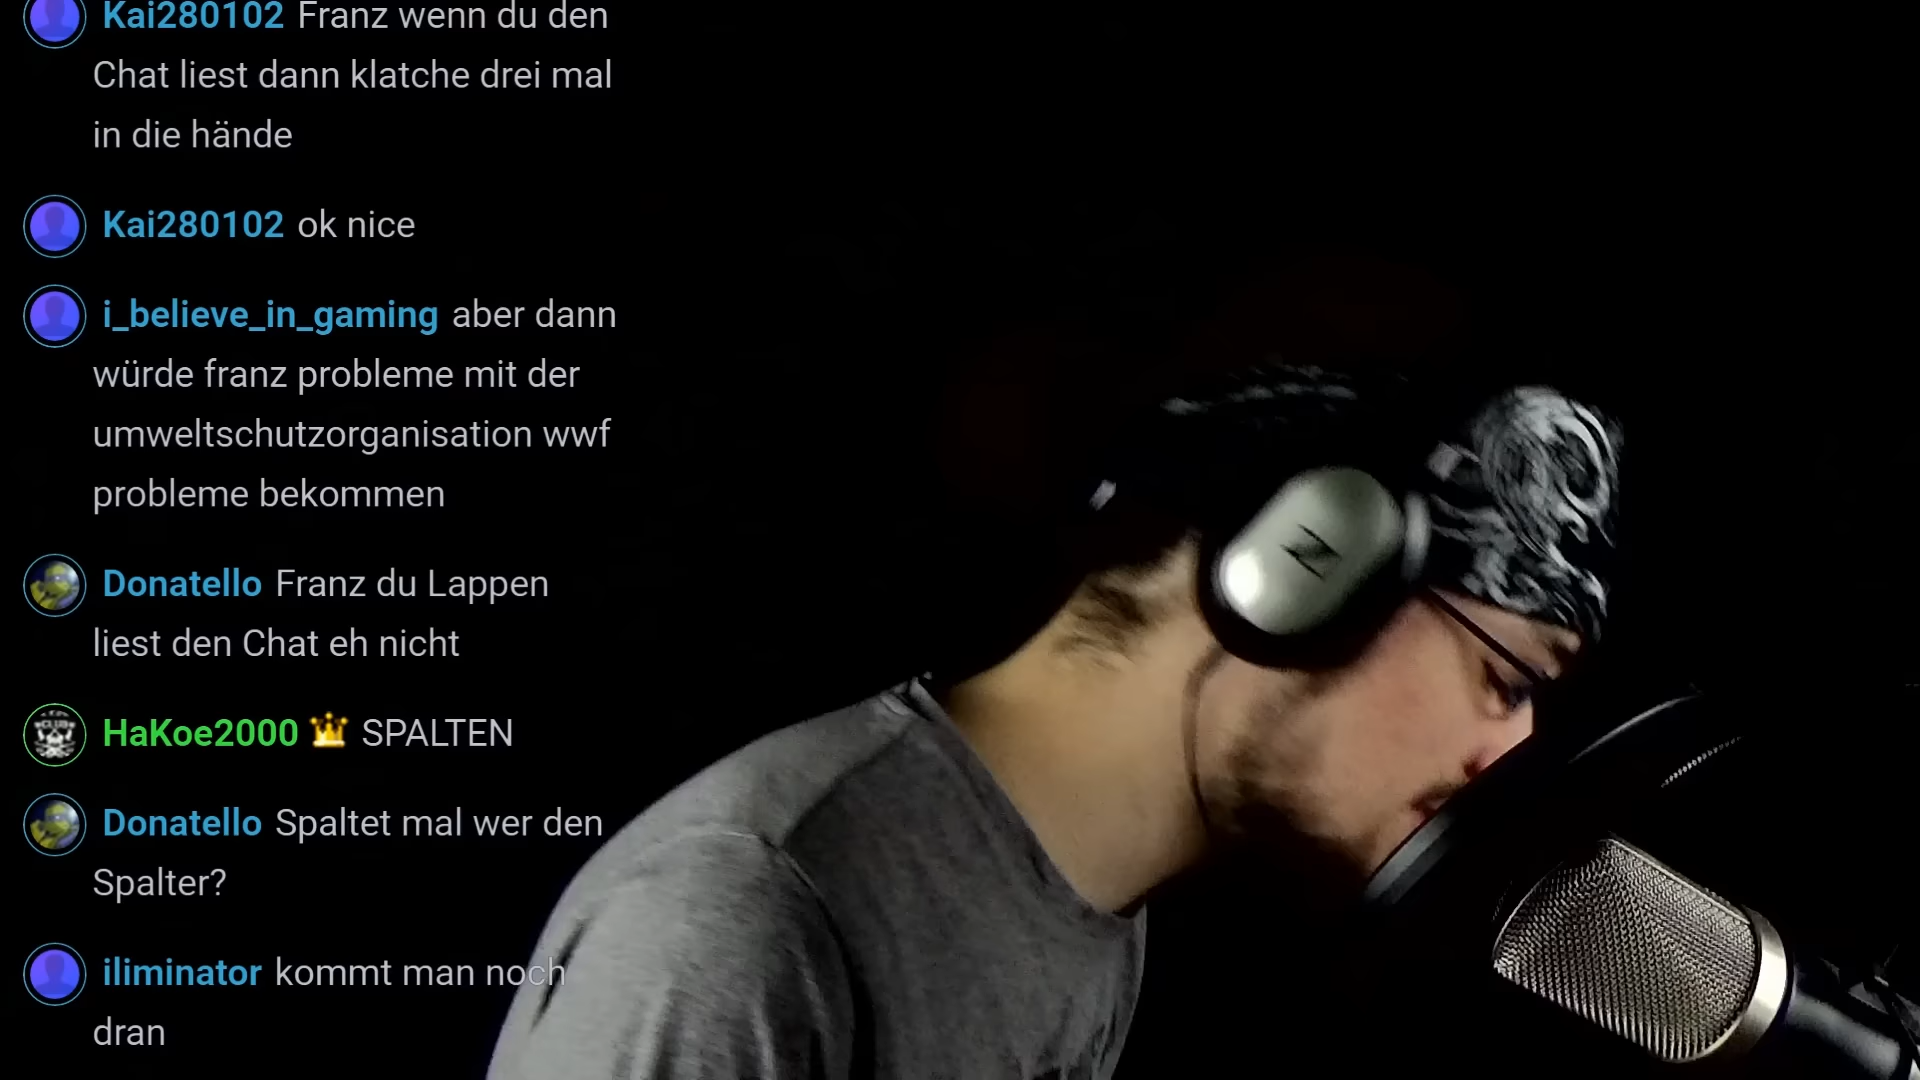 Kai280102 Franz wenn du den
Chat liest dann klatche drei mal
in die hände
Kai280102 ok nice
i_believe_in_gaming aber dann
würde franz probleme mit der
umweltschutzorganisation wwf
probleme bekommen
Donatello Franz du Lappen
liest den Chat eh nicht
HaKoe2000 SPALTEN
Donatello Spaltet mal wer den
Spalter?
iliminator kommt man noch
dran